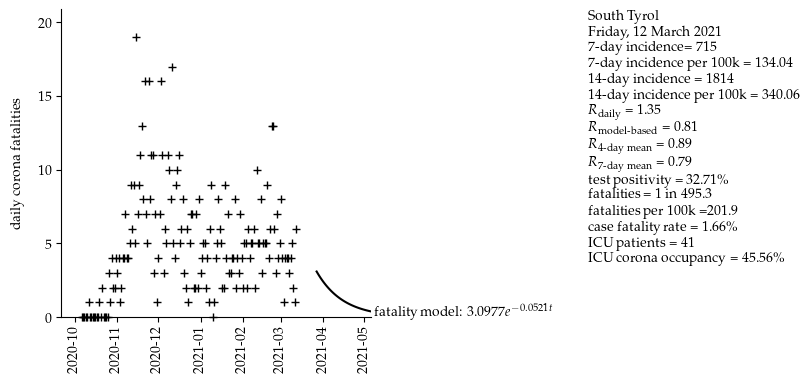 South Tyrol
Friday, 12 March 2021
7-day incidence= 715
7-day incidence per 100k = 134.04
14-day incidence = 1814
14-day incidence per 100k = 340.06
R_daily = 1.35
R_model-based = 0.81
R_4-day mean = 0.89
R_7-day mean = 0.79
test positivity = 32.71%
fatalities = 1 in 495.3
fatalities per 100k =201.9
case fatality rate = 1.66%
ICU patients = 41
ICU corona occupancy = 45.56%
daily corona fatalities
20
15
10
5
0
fatality model: 3.0977e^{-0.0521t}
2020-10
2020-11
2020-12
2021-01
2021-02
2021-03
2021-04
2021-05